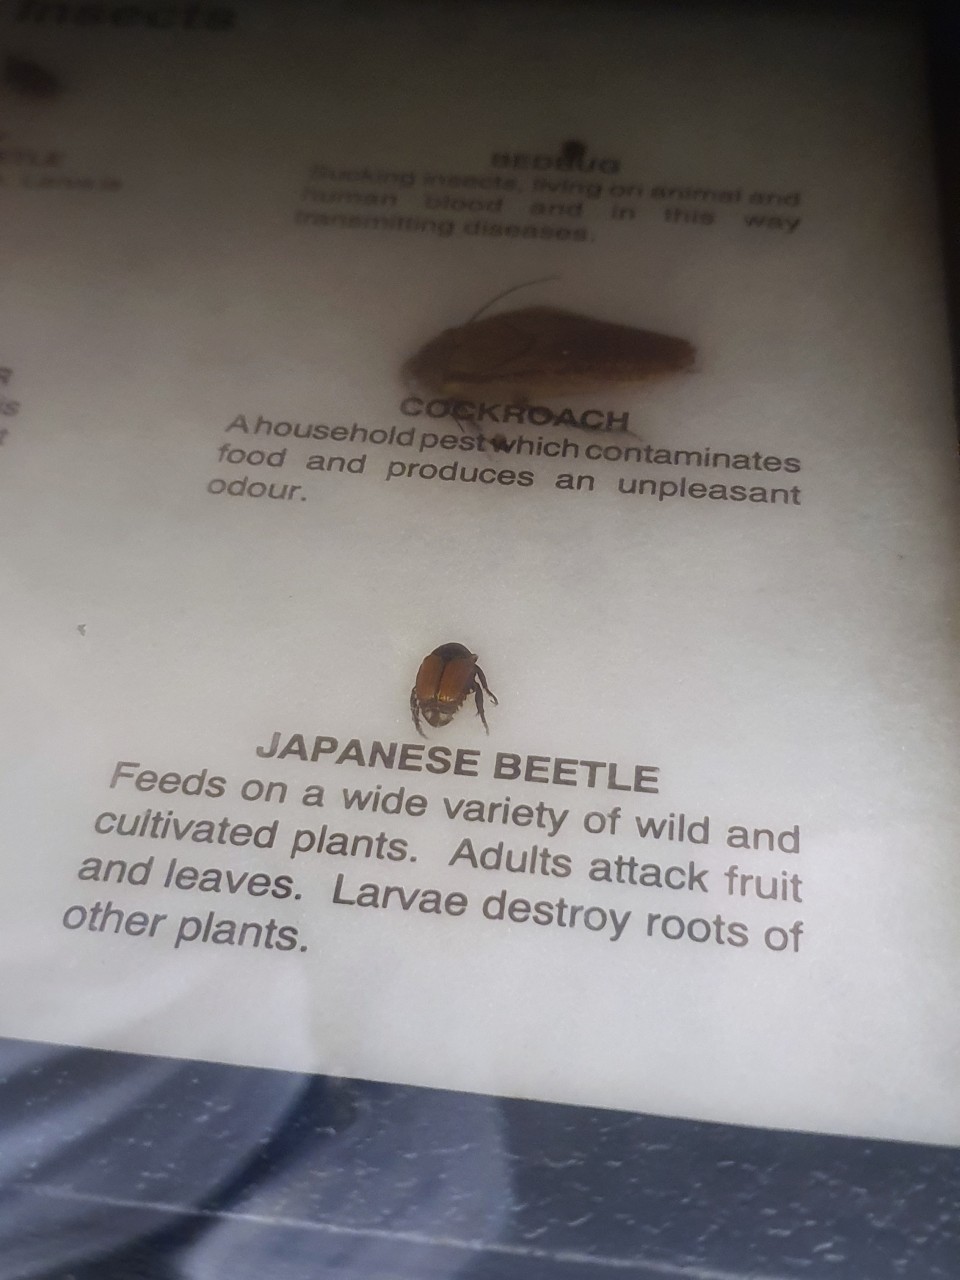 Insects
BEDBUG
Sucking insects, living on animal and
human blood and in this way
transmitting diseases.
COCKROACH
A household pest which contaminates
food and produces an unpleasant
odour.
JAPANESE BEETLE
Feeds on a wide variety of wild and
cultivated plants. Adults attack fruit
and leaves. Larvae destroy roots of
other plants.